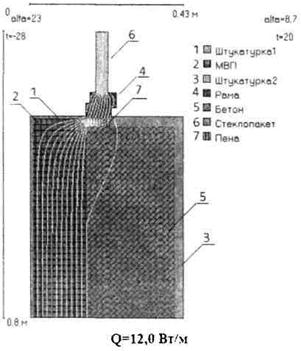 0
0.43 м
alfa=23
alfa=8,7
t=-28
t=20
6
4
2
1
7
5
3
1 Штукатурка1
2 МВП
3 Штукатурка2
4 Рама
5 Бетон
6 Стеклопакет
7 Пена
0.8 м
Q=12,0 Вт/м